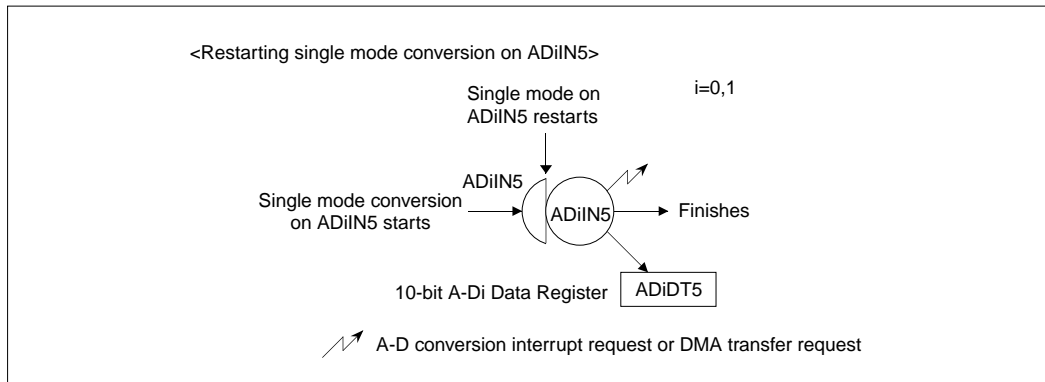 <Restarting single mode conversion on ADiIN5>
i=0,1
Single mode on
ADiIN5 restarts
ADiIN5
Single mode conversion
on ADiIN5 starts
ADiIN5
Finishes
10-bit A-Di Data Register
ADiDT5
A-D conversion interrupt request or DMA transfer request